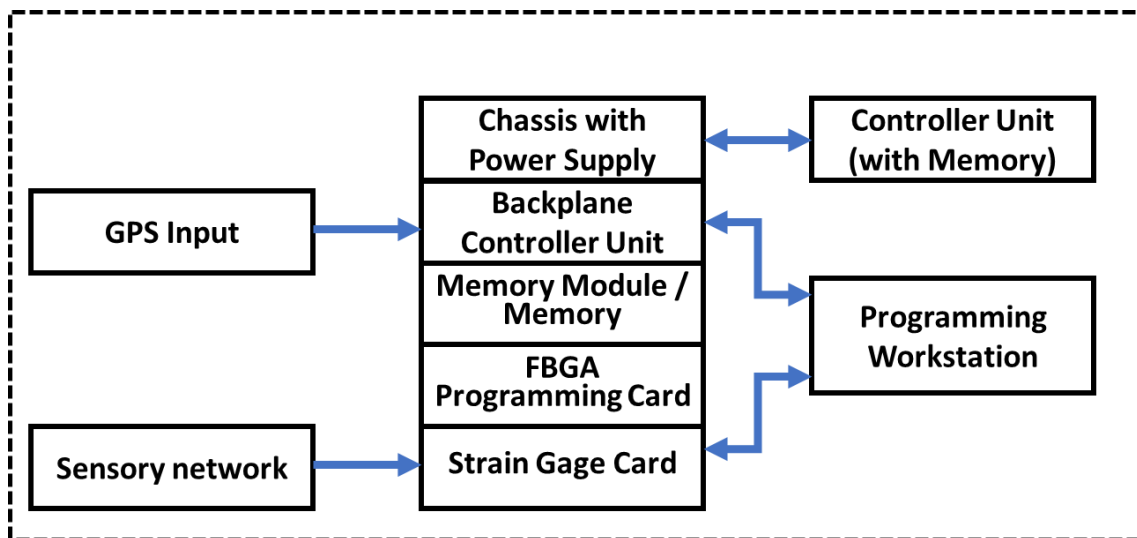 Chassis with
Power Supply
Controller Unit
(with Memory)
GPS Input
Backplane
Controller Unit
Memory Module /
Memory
Programming
Workstation
FBGA
Programming Card
Sensory network
Strain Gage Card